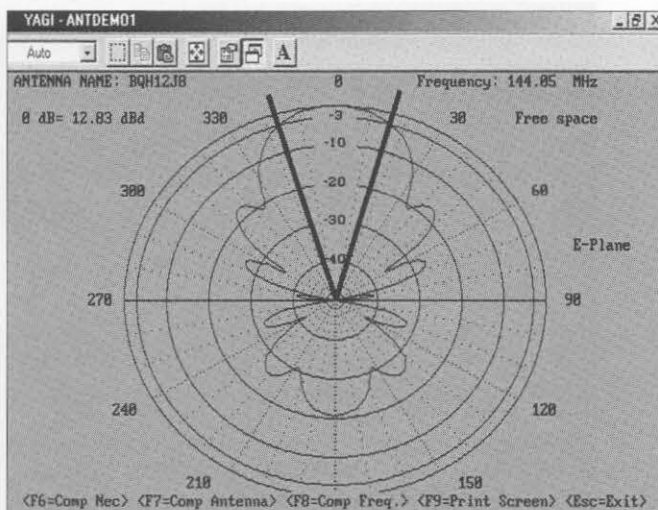 YAGI - ANTDEMO1
Auto
A
ANTENNA NAME: BQH12J8 0 Frequency: 144.05 MHz
0 dB= 12.03 dBd 330 -3 30 Free space
-10
300 -20 60
-30
E-Plane
-40
270 90
240 120
210 150
<F6=Comp Nec> <F7=Comp Antenna> <F8=Comp Freq.> <F9=Print Screen> <Esc=Exit>